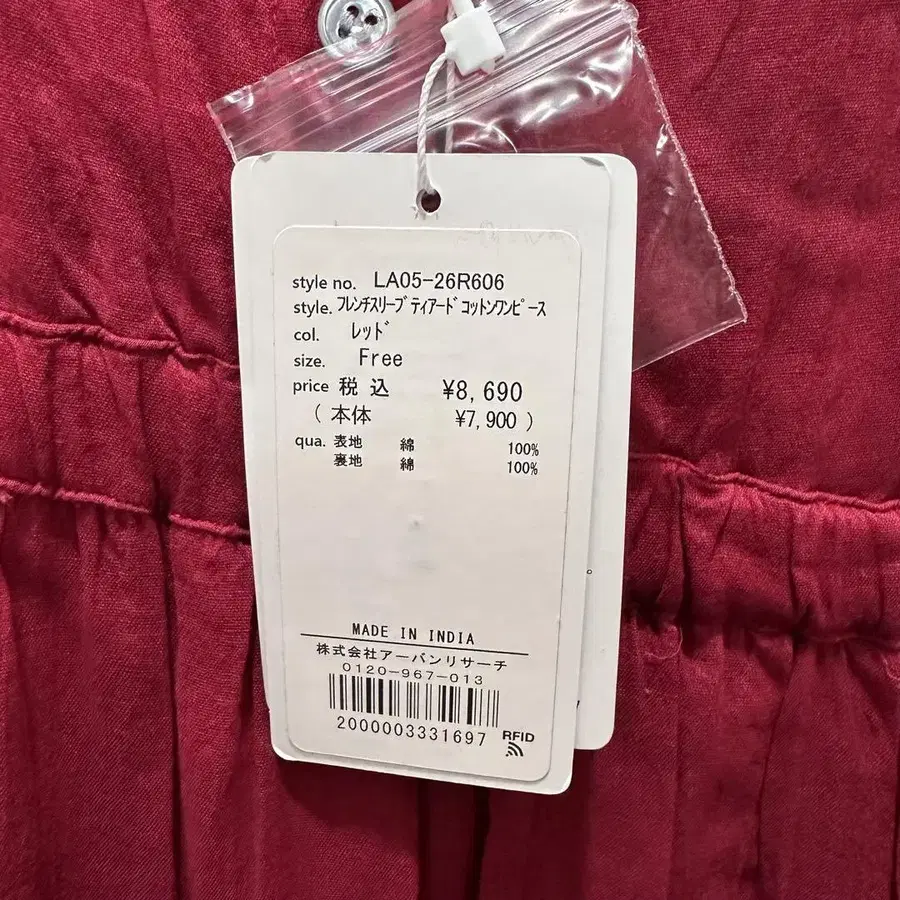 style no. LA05-26R606
style. ﾌﾚﾝﾁｽﾘｰﾌﾞﾃｨｱｰﾄﾞｺｯﾄﾝﾜﾝﾋﾟｰｽ
col. ﾚｯﾄﾞ
size. Free
price 税込 ¥8,690
(本体 ¥7,900)
qua. 表地 綿 100%
裏地 綿 100%
MADE IN INDIA
株式会社アーバンリサーチ
0120-967-013
2000003331697 RFID